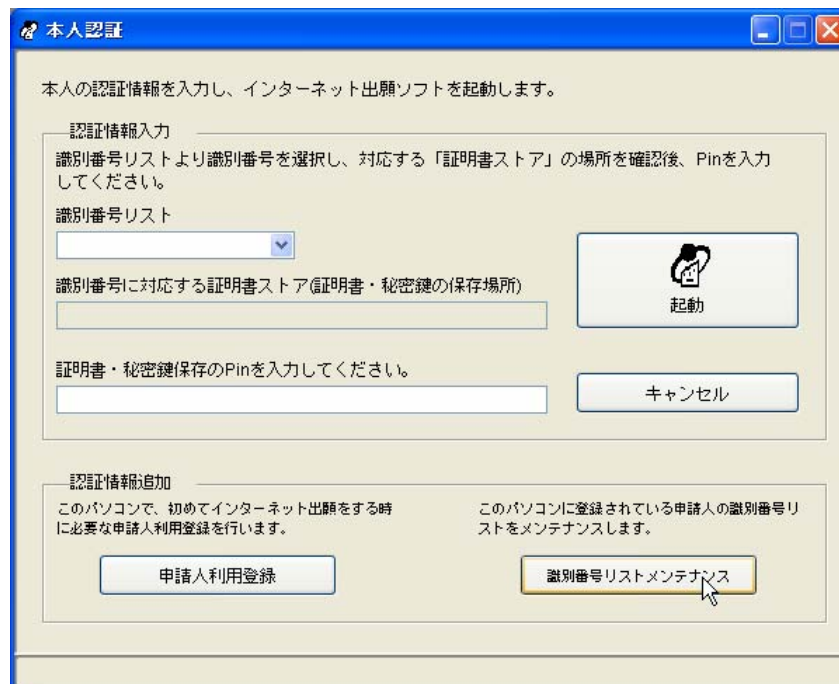 本人認証
本人の認証情報を入力し、インターネット出願ソフトを起動します。
認証情報入力
識別番号リストより識別番号を選択し、対応する「証明書ストア」の場所を確認後、Pinを入力
してください。
識別番号リスト
識別番号に対応する証明書ストア(証明書・秘密鍵の保存場所)
起動
証明書・秘密鍵保存のPinを入力してください。
キャンセル
認証情報追加
このパソコンで、初めてインターネット出願をする時
に必要な申請人利用登録を行います。
申請人利用登録
このパソコンに登録されている申請人の識別番号リ
ストをメンテナンスします。
識別番号リストメンテナンス